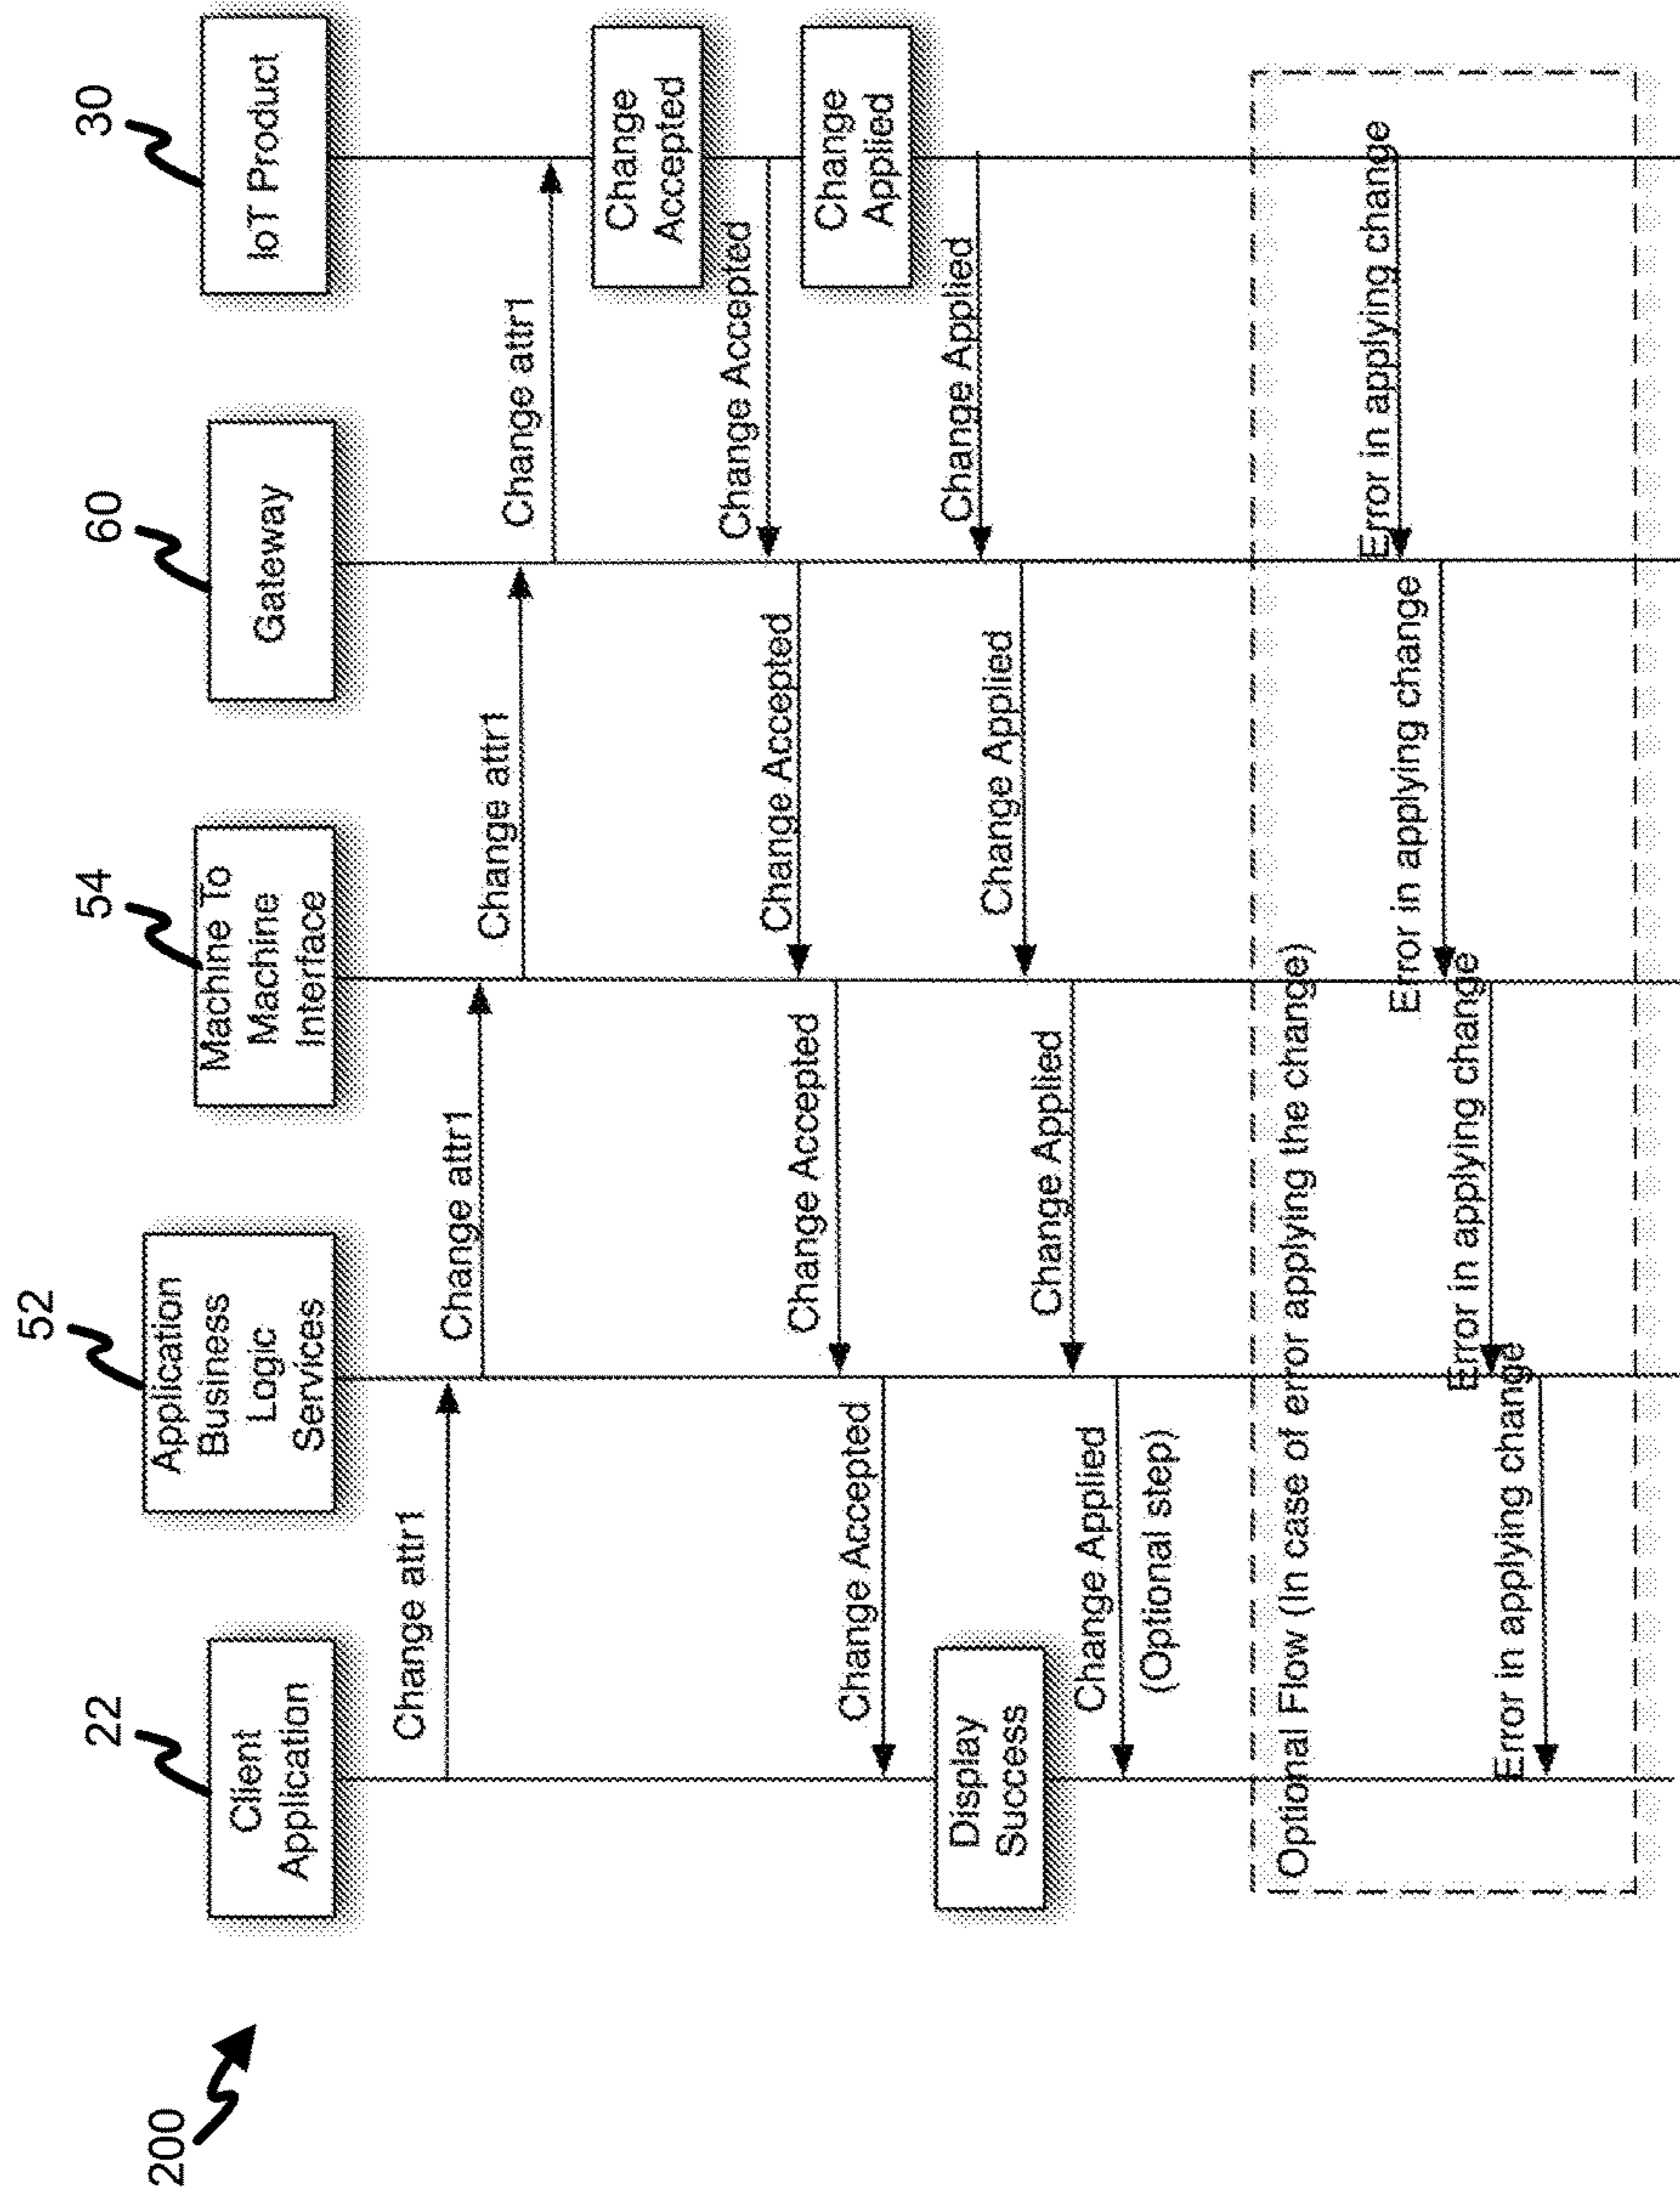 200
22
52
54
60
30
Client
Application
Application
Business
Logic
Services
Machine To
Machine
Interface
Gateway
IoT Product
Change attr1
Change attr1
Change attr1
Change attr1
Change
Accepted
Change Accepted
Change Accepted
Change Accepted
Change Accepted
Change
Applied
Display
Success
Change Applied
Change Applied
Change Applied
Change Applied
(Optional step)
Optional Flow (In case of error applying the change)
Error in applying change
Error in applying change
Error in applying change
Error in applying change